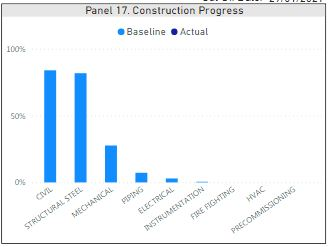 Panel 17. Construction Progress
Baseline Actual
100%
50%
0%
CIVIL
STRUCTURAL STEEL
MECHANICAL
PIPING
ELECTRICAL
INSTRUMENTATION
FIRE FIGHTING
HVAC
PRECOMMISSIONING